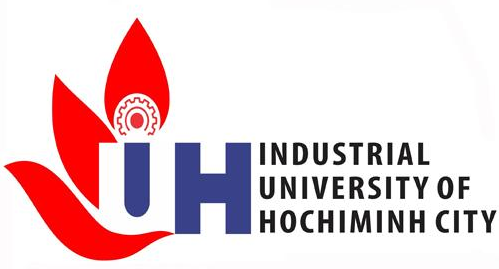 IUH
INDUSTRIAL
UNIVERSITY OF
HOCHIMINH CITY